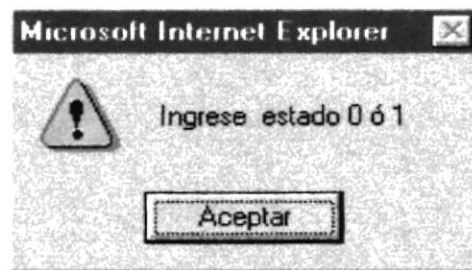 Microsoft Internet Explorer
Ingrese estado 0 ó 1
Aceptar